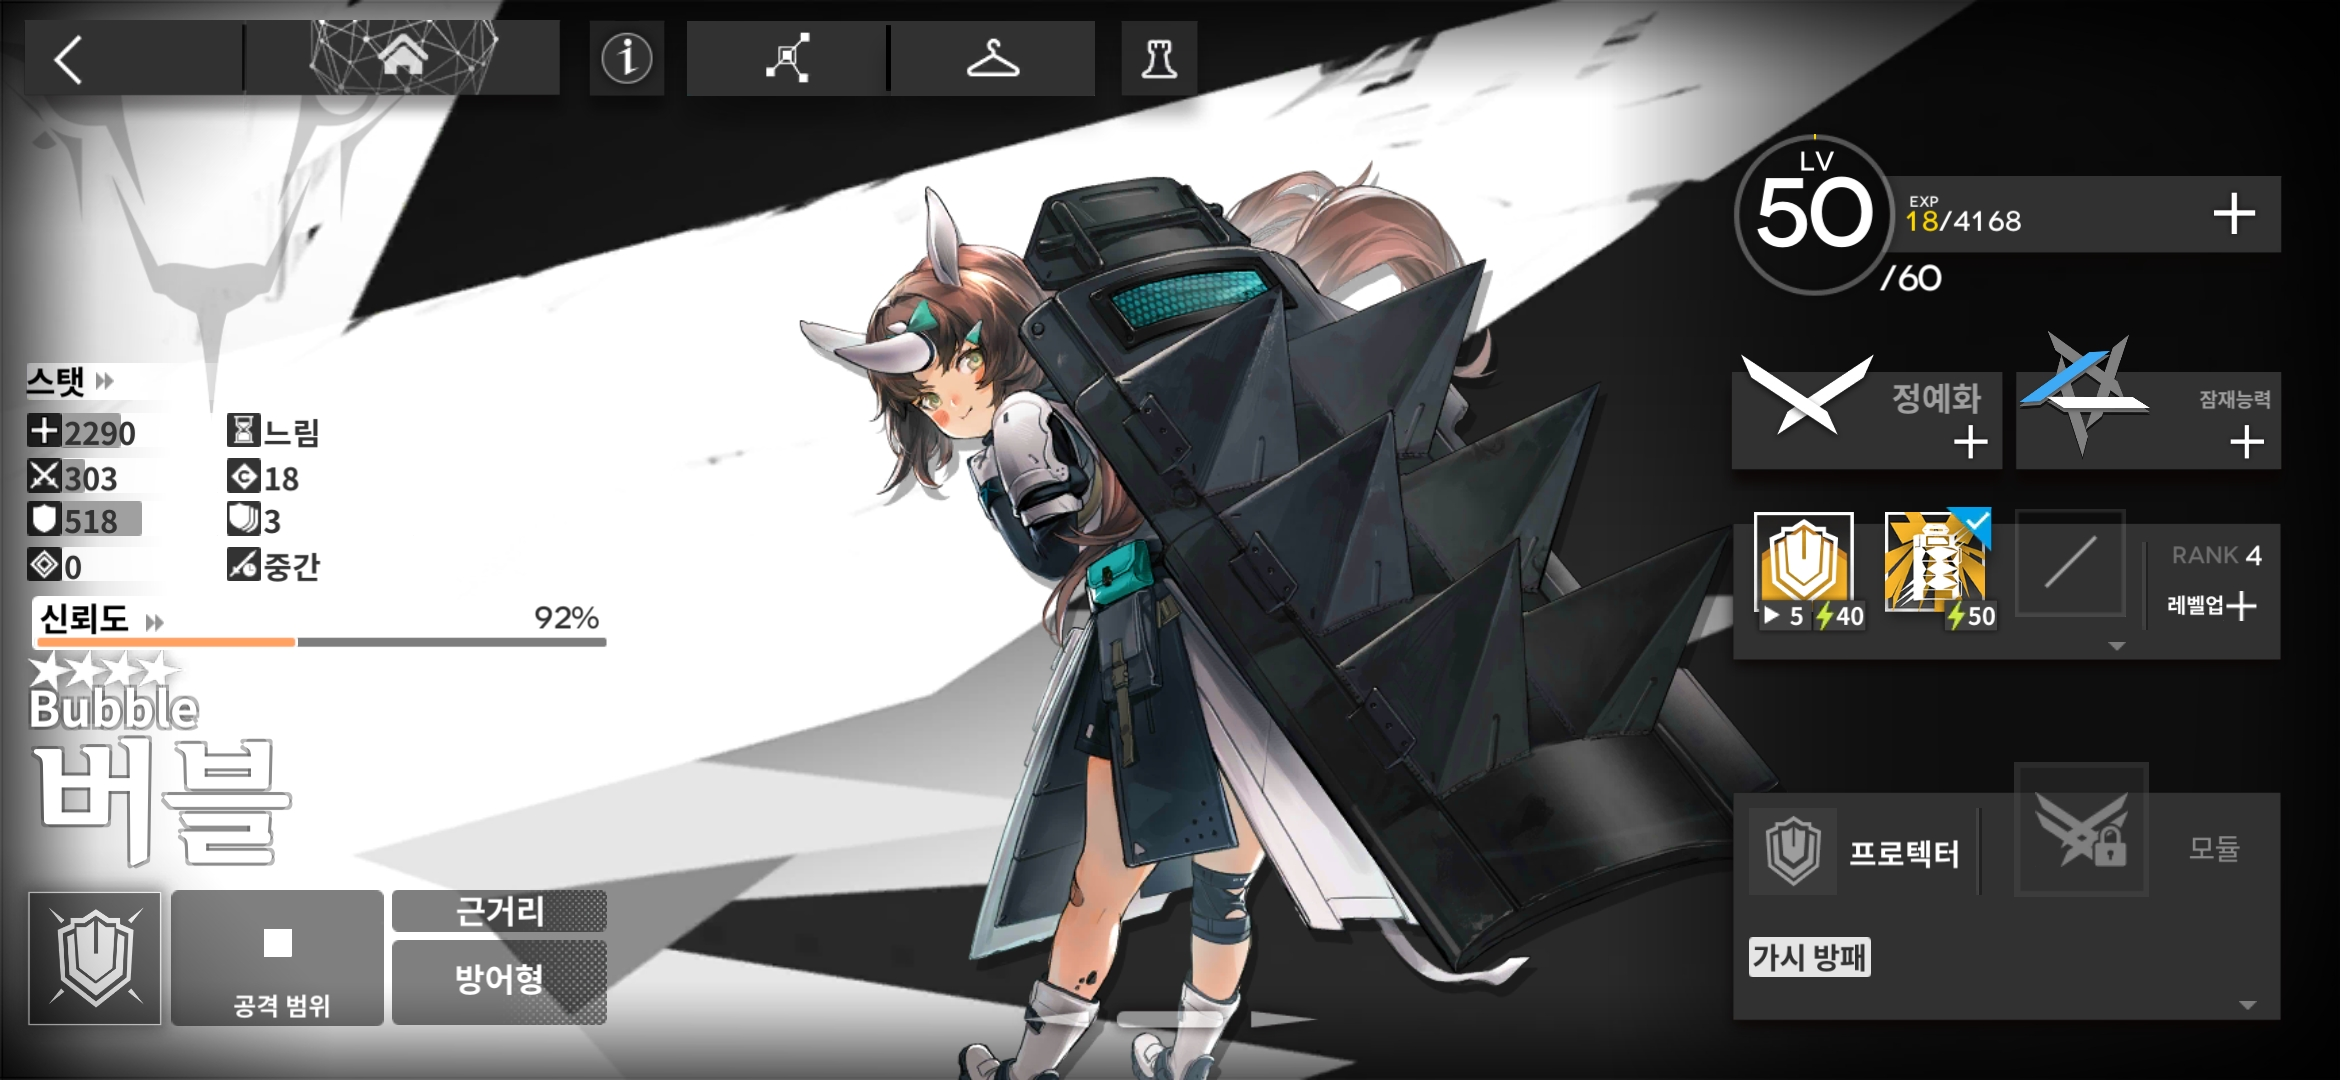 LV
50
/60
EXP
18/4168
스탯
2290
느림
303
18
518
3
0
중간
신뢰도
92%
Bubble
버블
공격 범위
근거리
방어형
정예화
잠재능력
5
40
50
RANK 4
레벨업
프로텍터
모듈
가시 방패